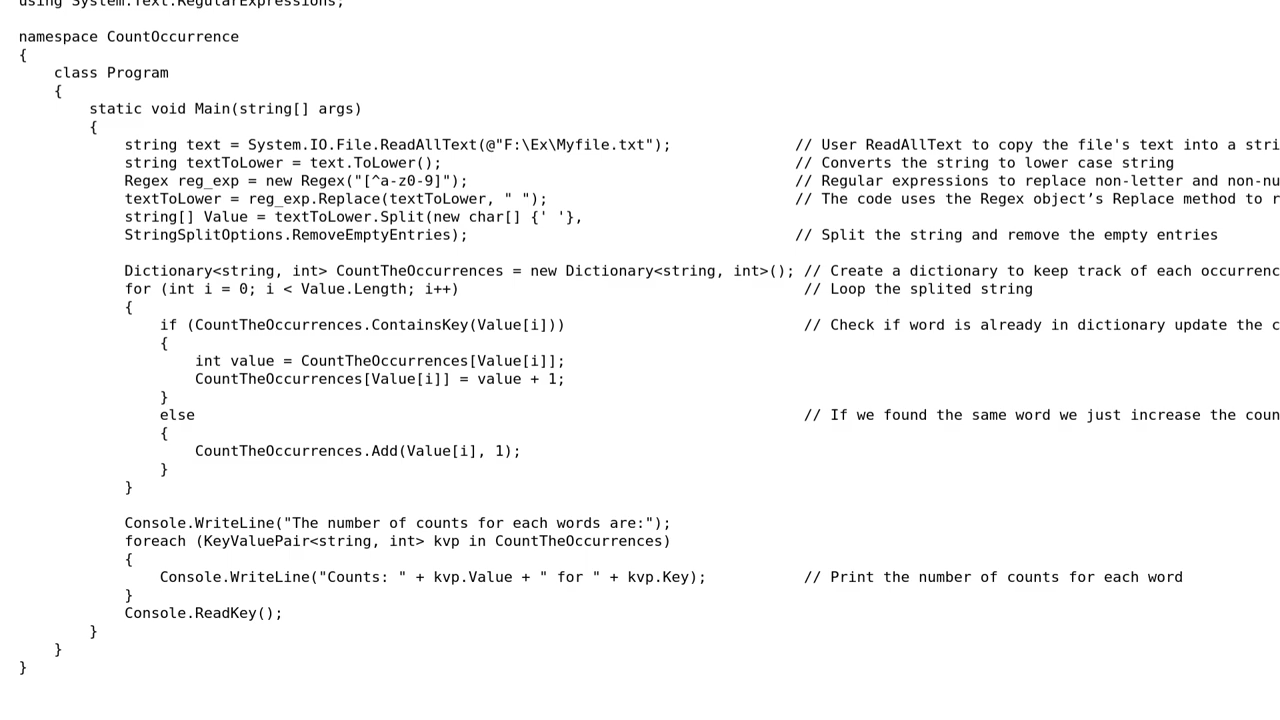 using System.Text.RegularExpressions;
namespace CountOccurrence
{
class Program
{
static void Main(string[] args)
{
string text = System.IO.File.ReadAllText(@"F:\Ex\Myfile.txt"); // User ReadAllText to copy the file's text into a
string textToLower = text.ToLower(); // Converts the string to lower case string
Regex reg_exp = new Regex("[^a-z0-9]"); // Regular expressions to replace non-letter and
textToLower = reg_exp.Replace(textToLower, " "); // The code uses the Regex object’s Replace method to
string[] Value = textToLower.Split(new char[] {' '},
StringSplitOptions.RemoveEmptyEntries); // Split the string and remove the empty entries
Dictionary<string, int> CountTheOccurrences = new Dictionary<string, int>(); // Create a dictionary to keep track of each
for (int i = 0; i < Value.Length; i++) // Loop the splited string
{
if (CountTheOccurrences.ContainsKey(Value[i])) // Check if word is already in dictionary update the
{
int value = CountTheOccurrences[Value[i]];
CountTheOccurrences[Value[i]] = value + 1;
}
else // If we found the same word we just increase the
{
CountTheOccurrences.Add(Value[i], 1);
}
}
Console.WriteLine("The number of counts for each words are:");
foreach (KeyValuePair<string, int> kvp in CountTheOccurrences)
{
Console.WriteLine("Counts: " + kvp.Value + " for " + kvp.Key); // Print the number of counts for each word
}
Console.ReadKey();
}
}
}